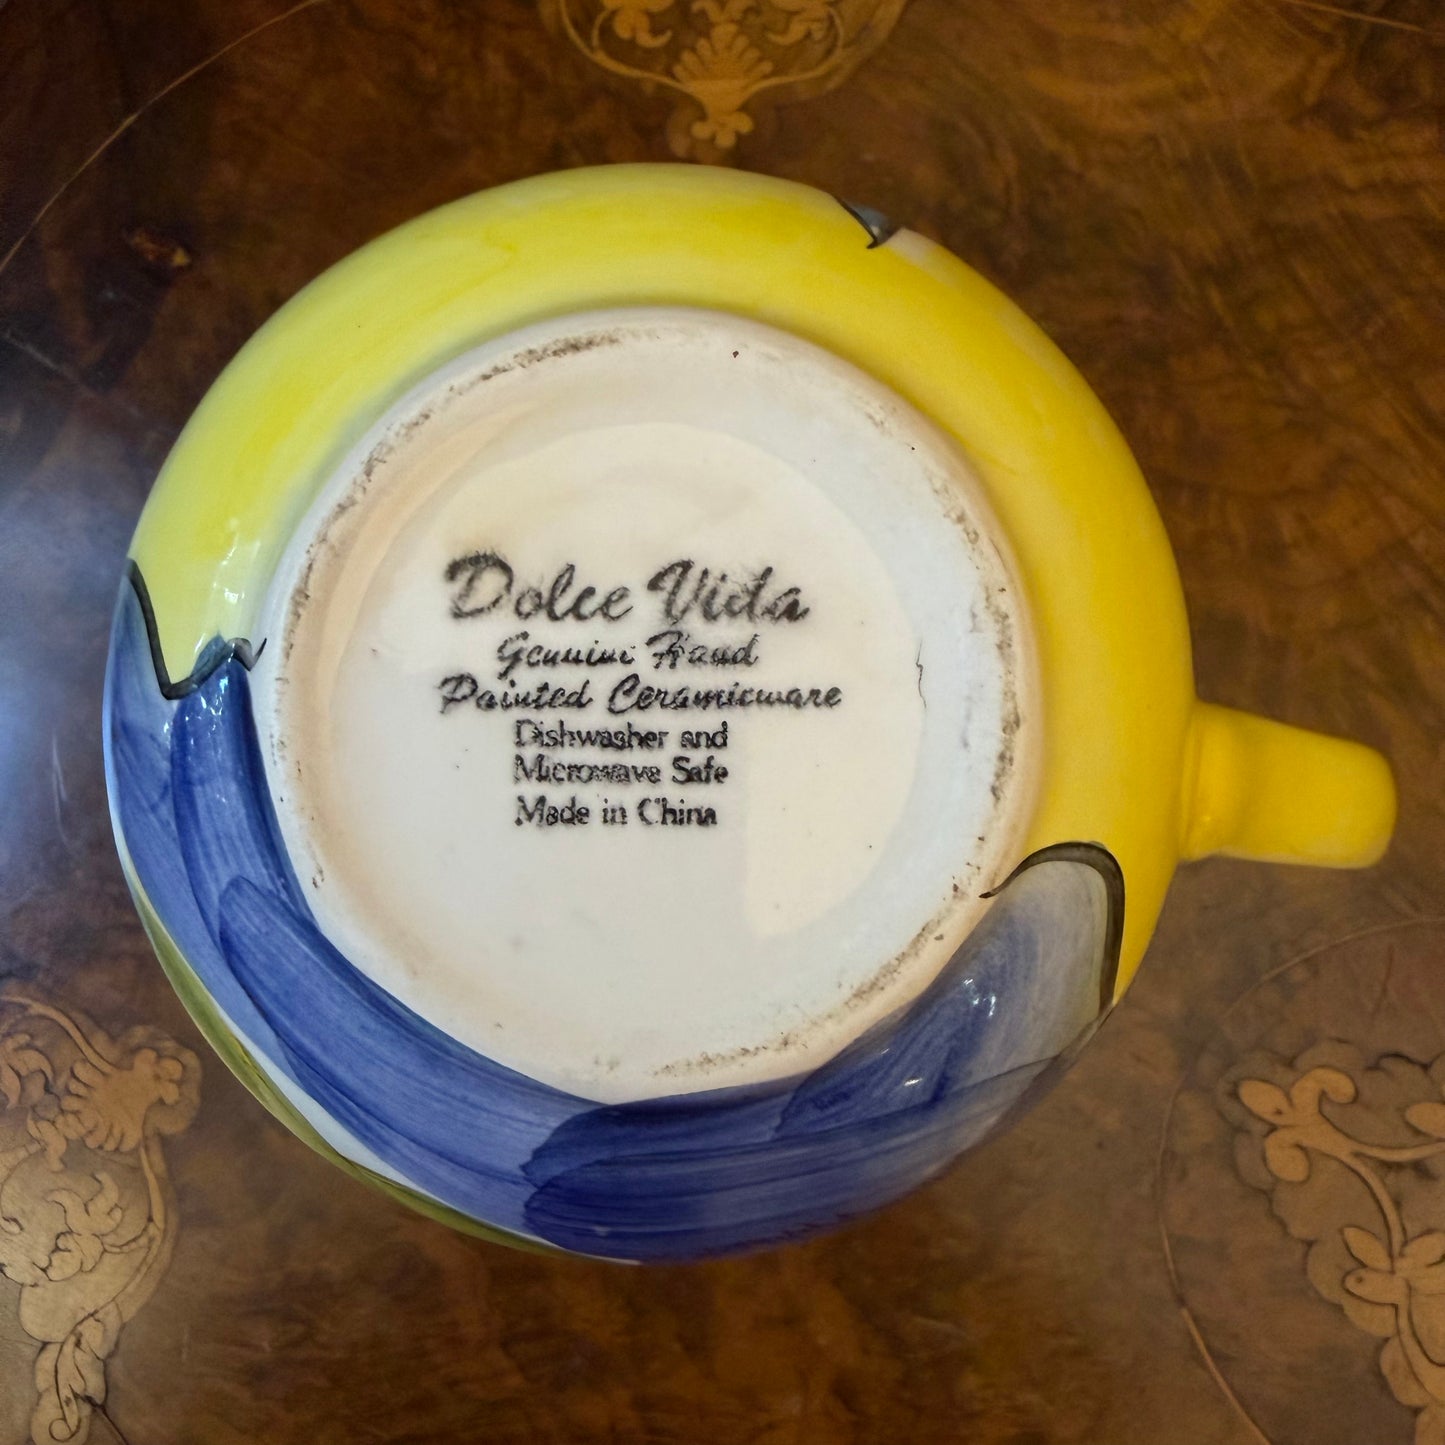 Dolce Vida
Genuine Hand
Painted Ceramicware
Dishwasher and
Microwave Safe
Made in China